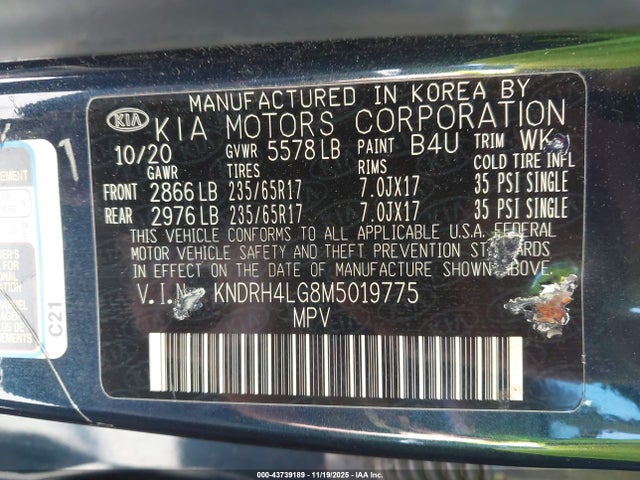 MANUFACTURED IN KOREA BY
KIA KIA MOTORS CORPORATION
10/20 GVWR 5578LB PAINT B4U TRIM WK
GAWR TIRES RIMS COLD TIRE INFL
FRONT 2866LB 235/65R17 7.0JX17 35 PSI SINGLE
REAR 2976LB 235/65R17 7.0JX17 35 PSI SINGLE
THIS VEHICLE CONFORMS TO ALL APPLICABLE U.S.A. FEDERAL
MOTOR VEHICLE SAFETY AND THEFT PREVENTION STANDARDS
IN EFFECT ON THE DATE OF MANUFACTURE SHOWN ABOVE.
V.I.N KNDRH4LG8M5019775
MPV
C21
1
000-43739189 - 11/19/2025 - IAA Inc.